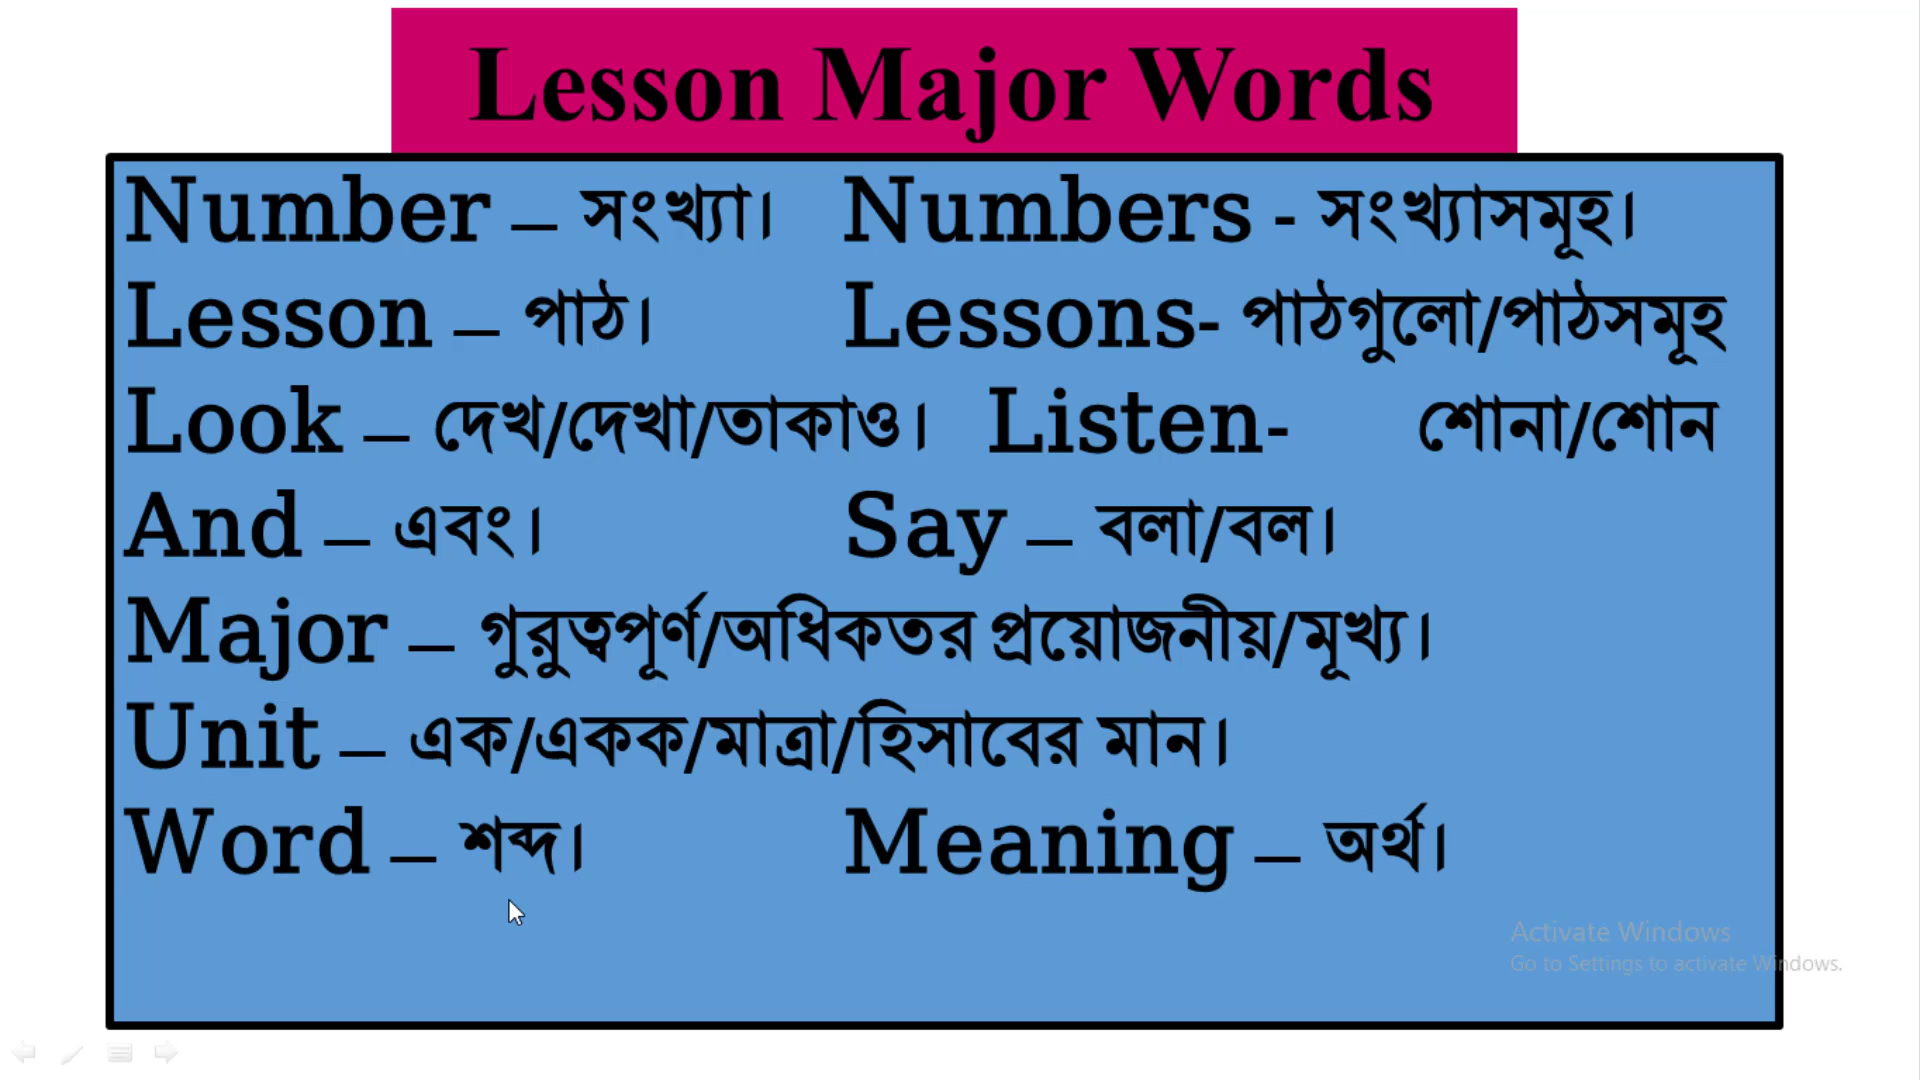 Lesson Major Words
Number – সংখ্যা। Numbers - সংখ্যাসমূহ।
Lesson – পাঠ। Lessons- পাঠগুলো/পাঠসমূহ
Look – দেখ/দেখা/তাকাও। Listen- শোনা/শোন
And – এবং। Say – বলা/বল।
Major – গুরুত্বপূর্ণ/অধিকতর প্রয়োজনীয়/মূখ্য।
Unit – এক/একক/মাত্রা/হিসাবের মান।
Word – শব্দ। Meaning – অর্থ।
Activate Windows
Go to Settings to activate Windows.